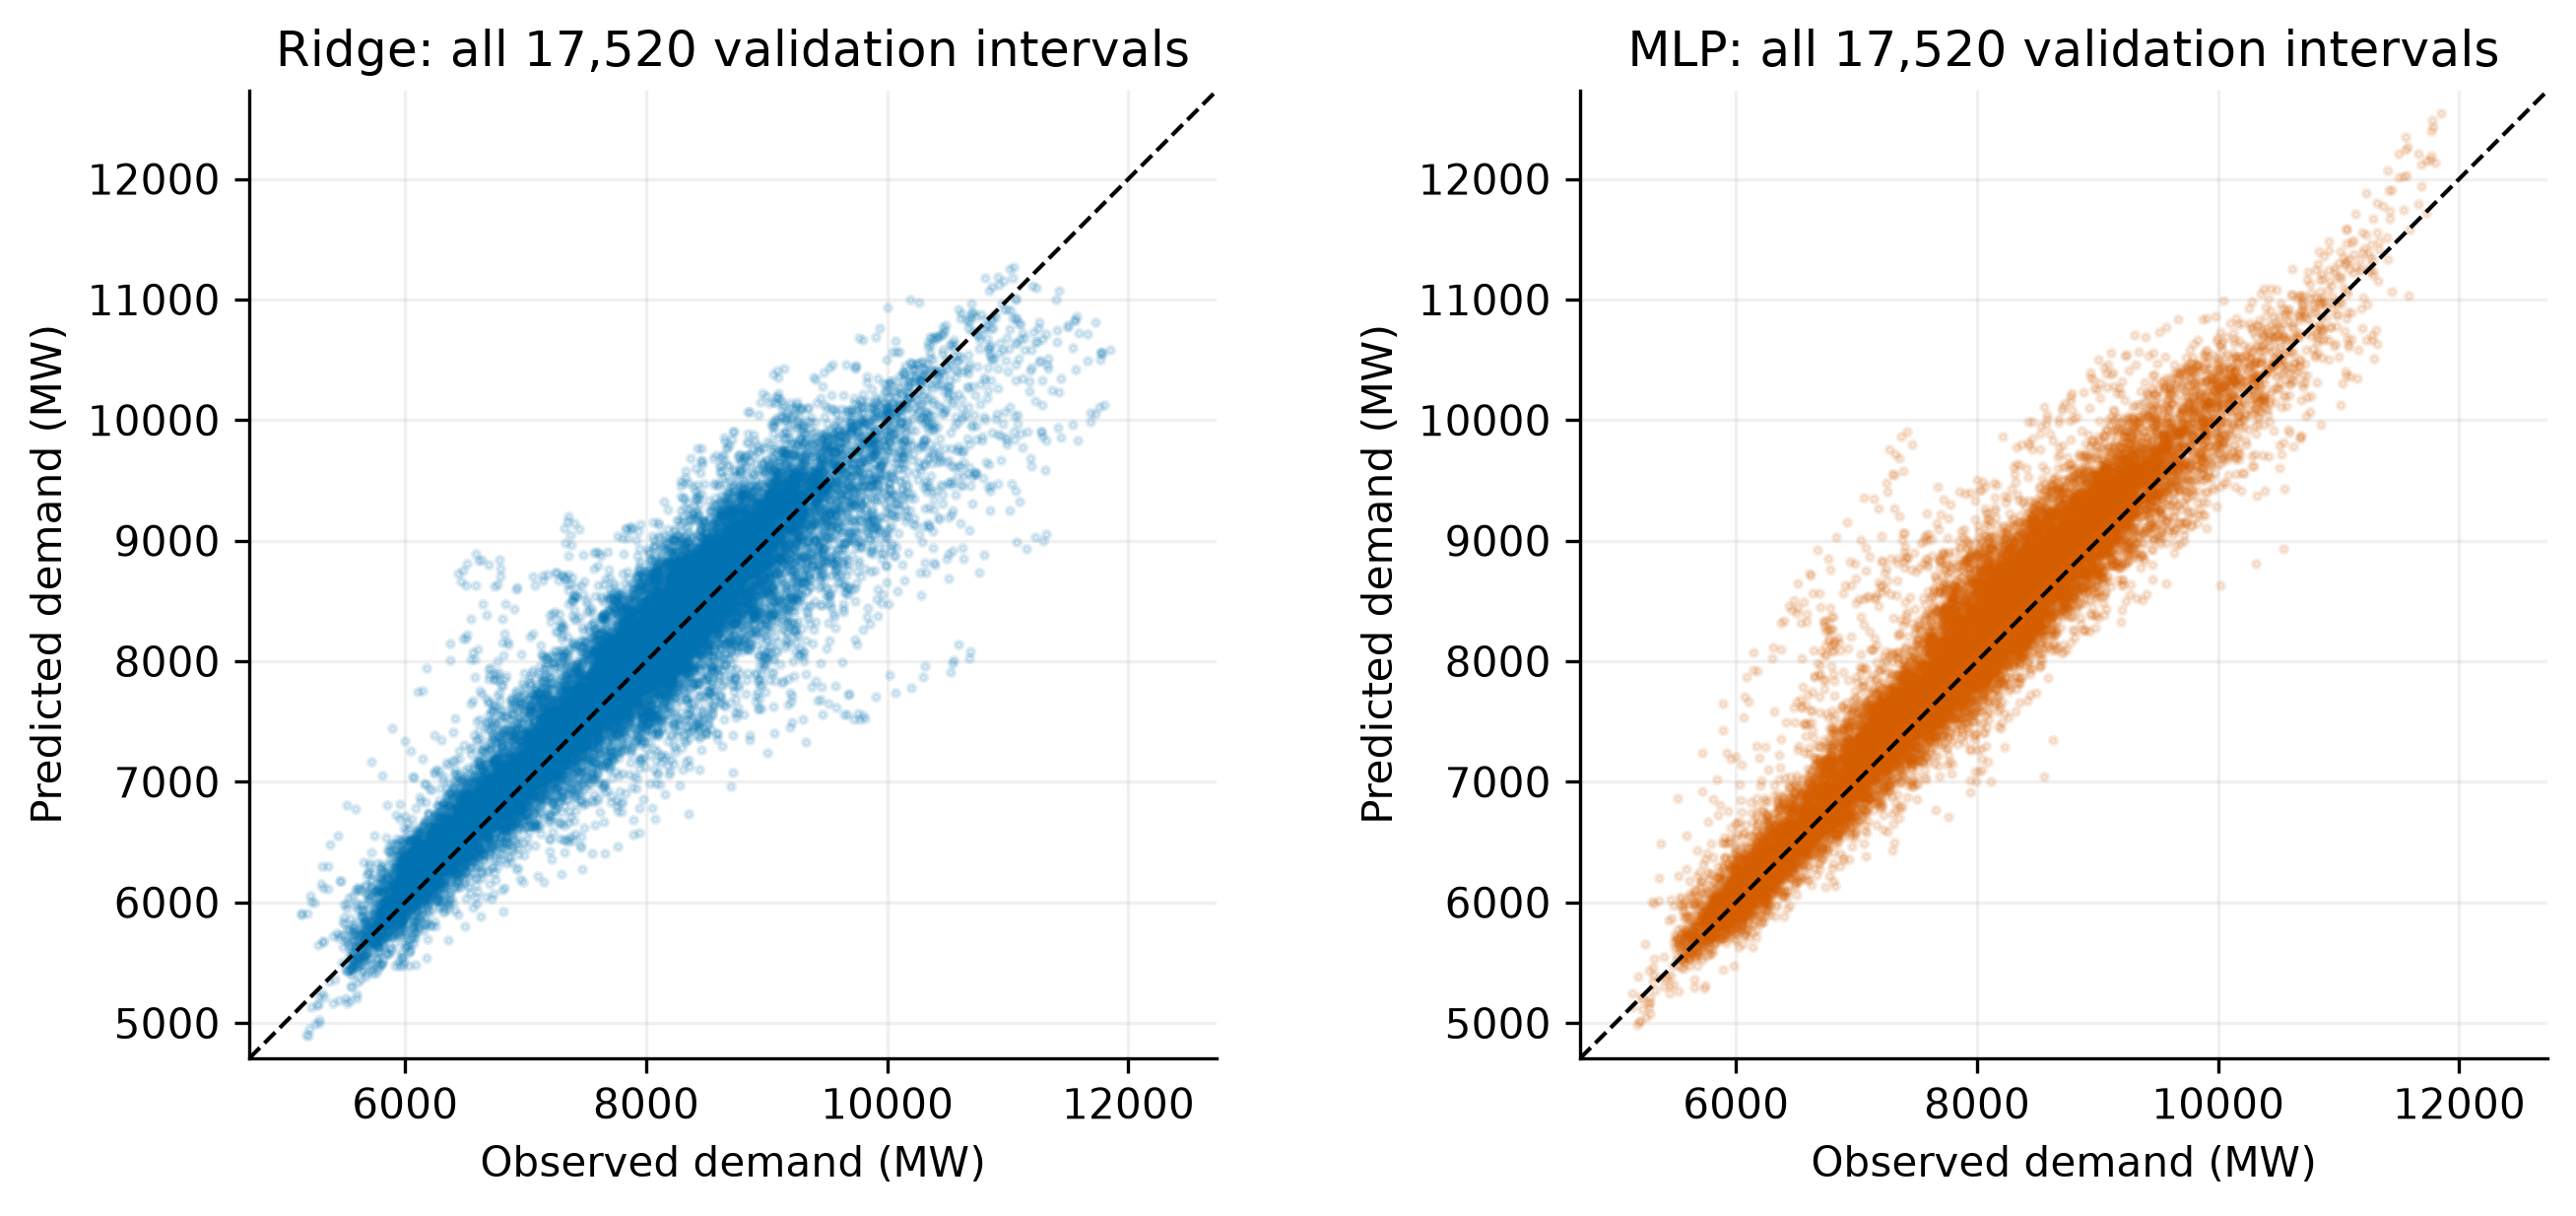 Ridge: all 17,520 validation intervals
12000
11000
10000
9000
8000
7000
6000
5000
Predicted demand (MW)
6000 8000 10000 12000
Observed demand (MW)
MLP: all 17,520 validation intervals
12000
11000
10000
9000
8000
7000
6000
5000
Predicted demand (MW)
6000 8000 10000 12000
Observed demand (MW)